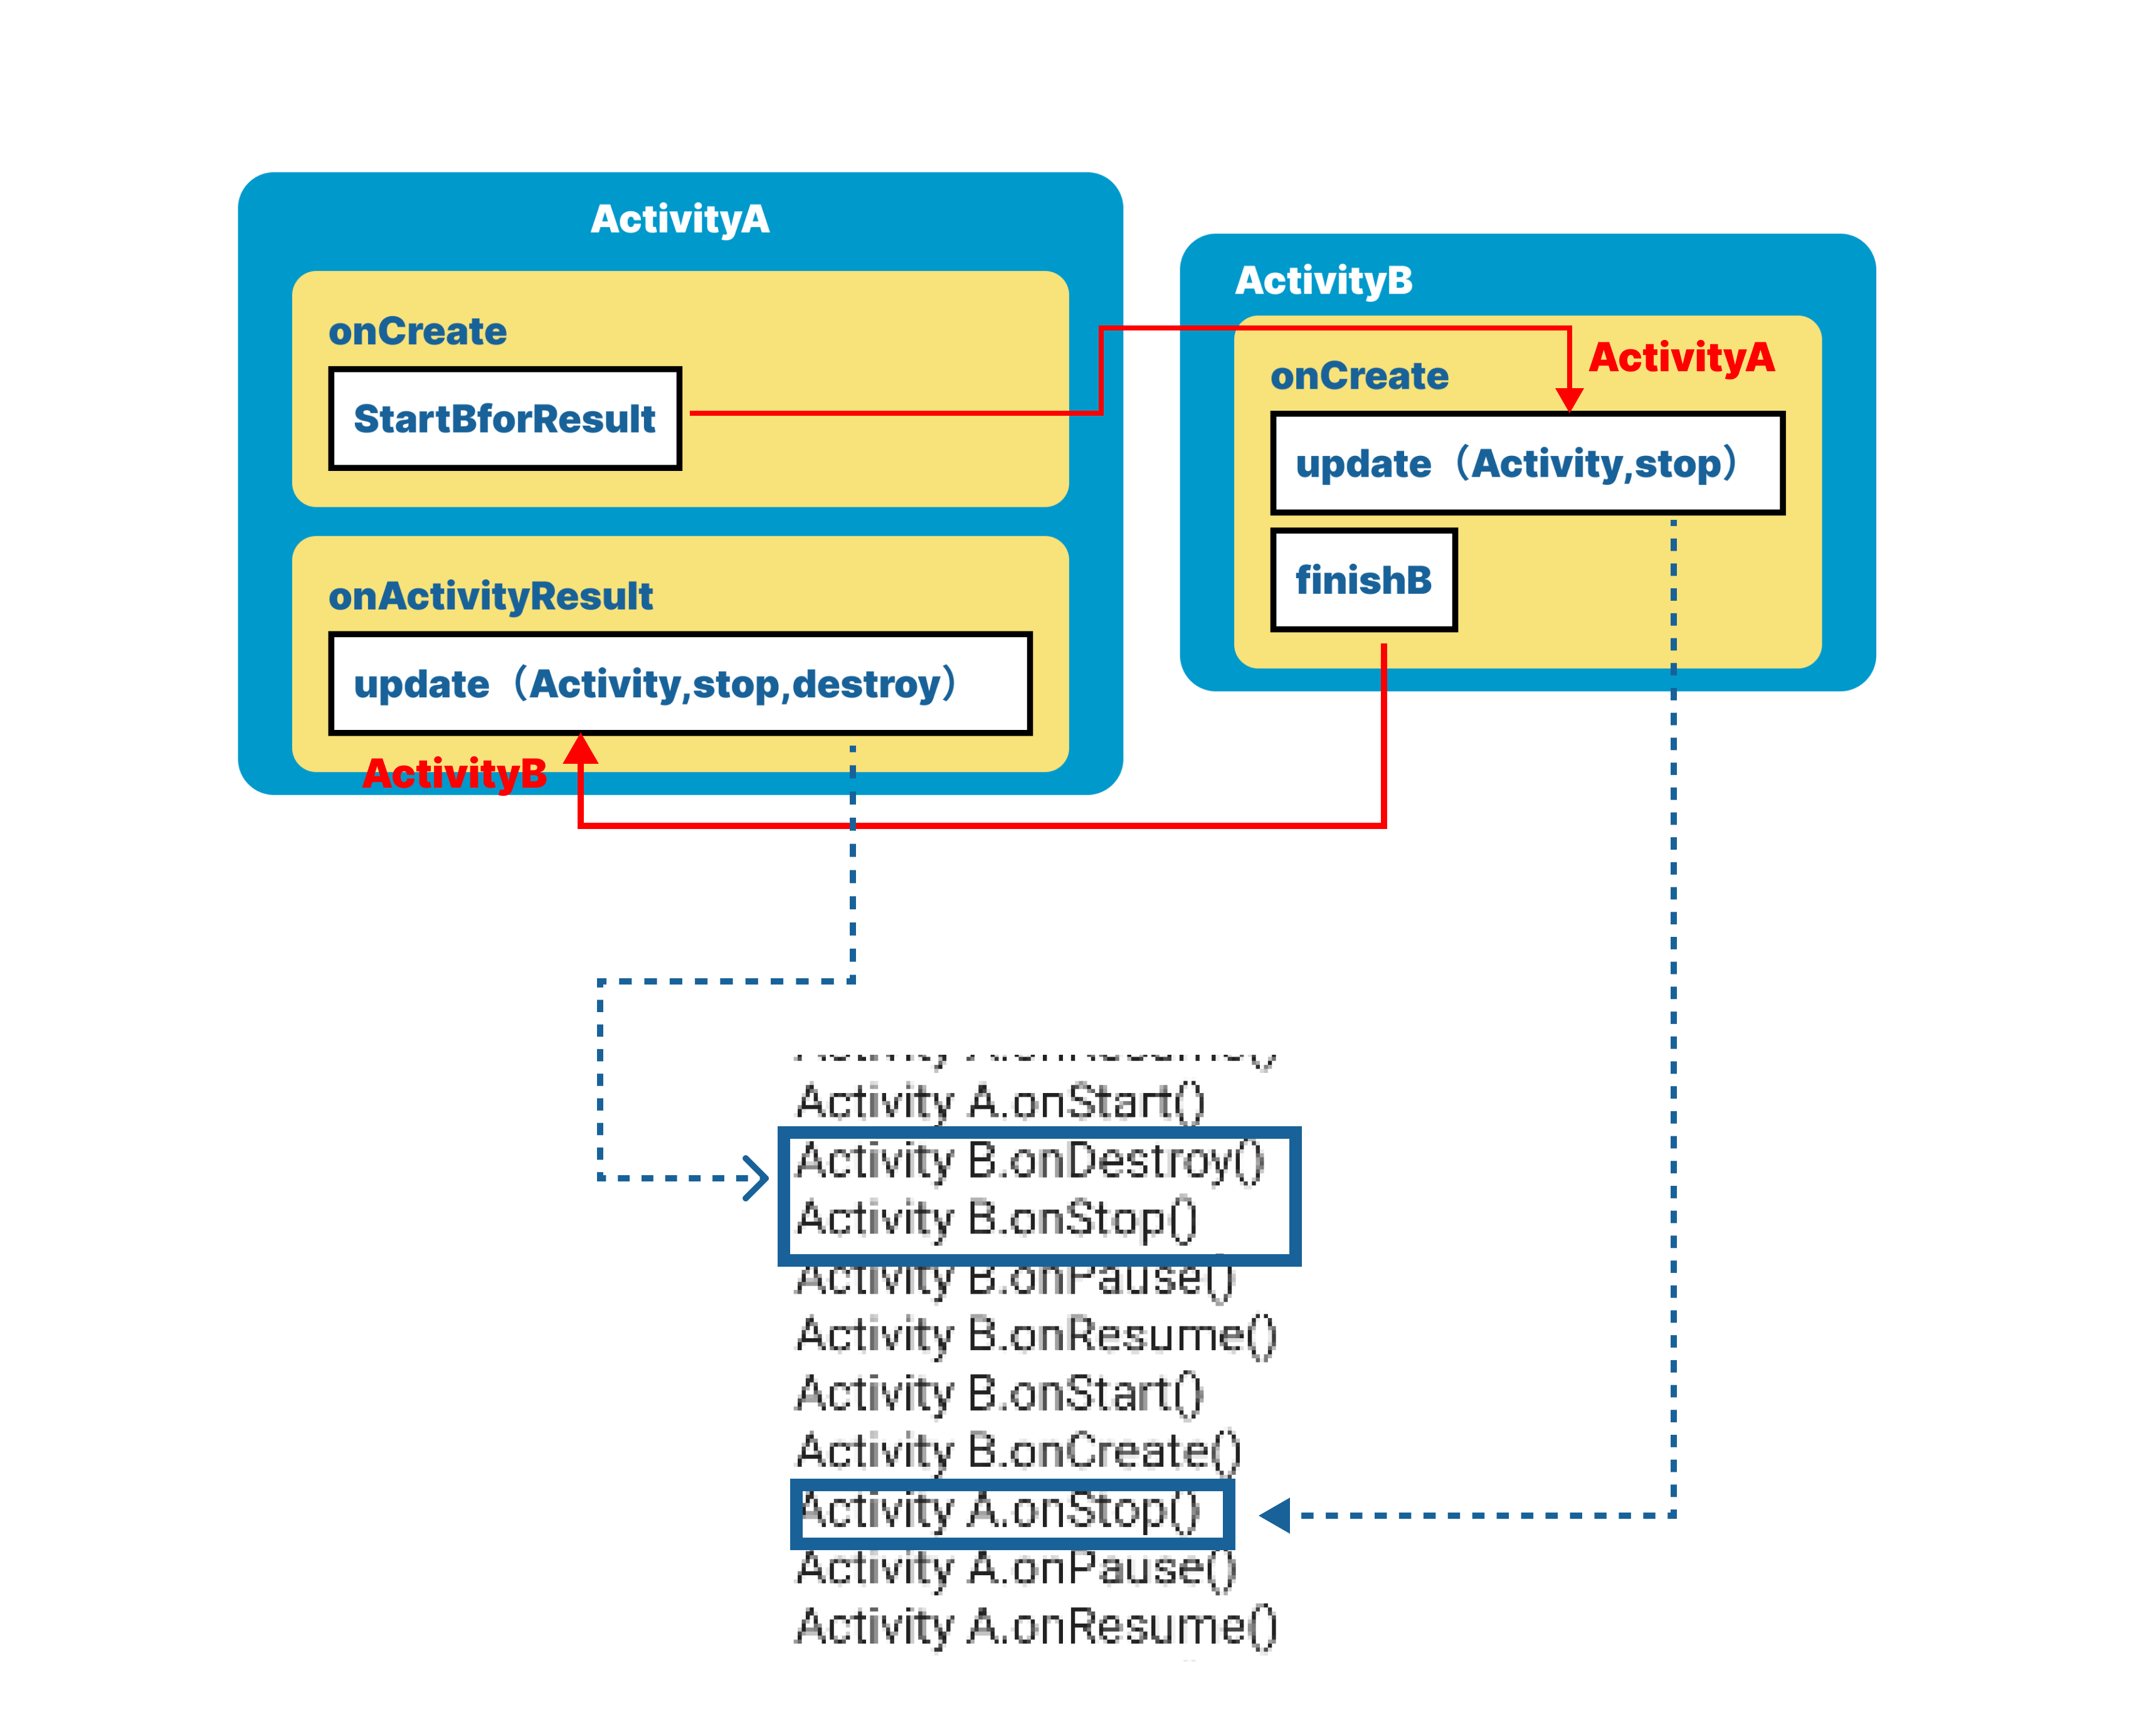 ActivityA
onCreate
StartBforResult
onActivityResult
update（Activity,stop,destroy）
ActivityB
ActivityB
onCreate
ActivityA
update（Activity,stop）
finishB
Activity A.onStart()
Activity B.onDestroy()
Activity B.onStop()
Activity B.onPause()
Activity B.onResume()
Activity B.onStart()
Activity B.onCreate()
Activity A.onStop()
Activity A.onPause()
Activity A.onResume()